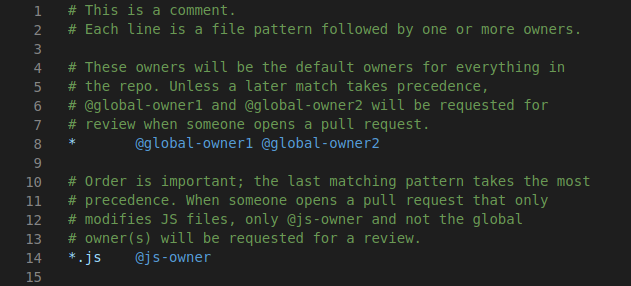 1 # This is a comment.
2 # Each line is a file pattern followed by one or more owners.
3
4 # These owners will be the default owners for everything in
5 # the repo. Unless a later match takes precedence,
6 # @global-owner1 and @global-owner2 will be requested for
7 # review when someone opens a pull request.
8 *       @global-owner1 @global-owner2
9
10 # Order is important; the last matching pattern takes the most
11 # precedence. When someone opens a pull request that only
12 # modifies JS files, only @js-owner and not the global
13 # owner(s) will be requested for a review.
14 *.js    @js-owner
15